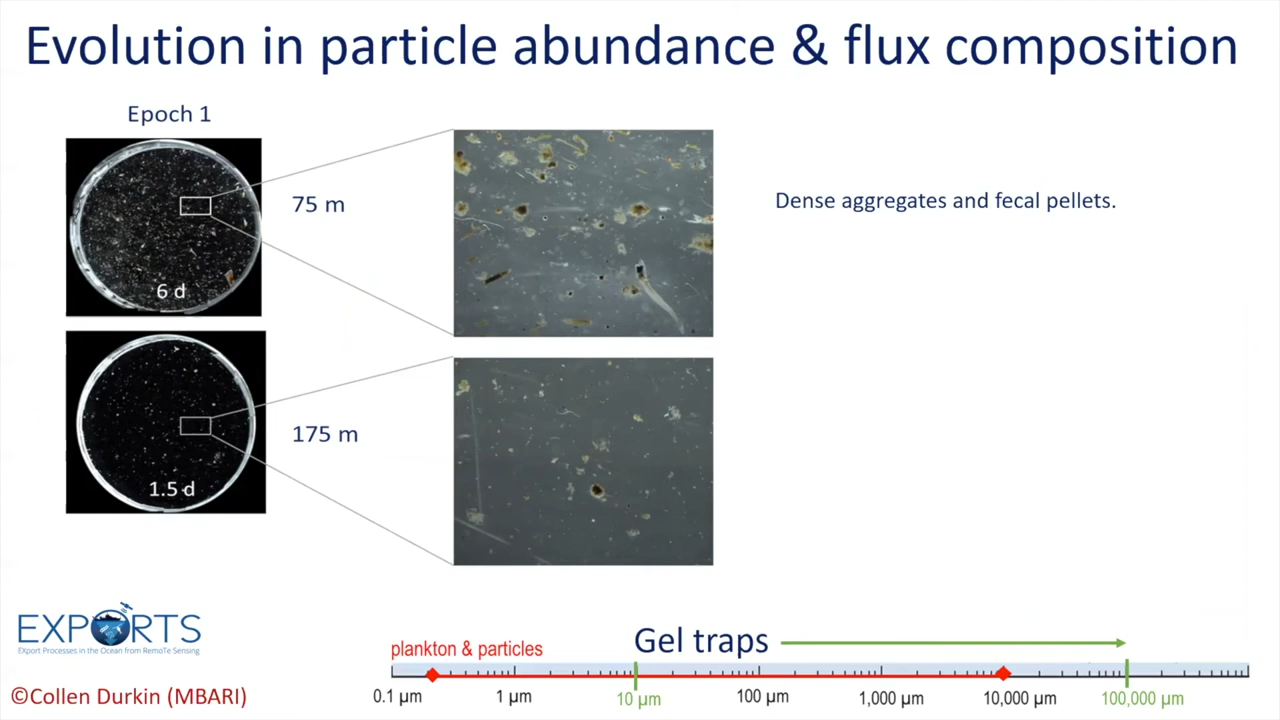 Evolution in particle abundance & flux composition
Epoch 1
75 m
6 d
Dense aggregates and fecal pellets.
175 m
1.5 d
EXPORTS
EXport Processes in the Ocean from RemoTe Sensing
©Collen Durkin (MBARI)
plankton & particles
Gel traps
0.1 µm
1 µm
10 µm
100 µm
1,000 µm
10,000 µm
100,000 µm